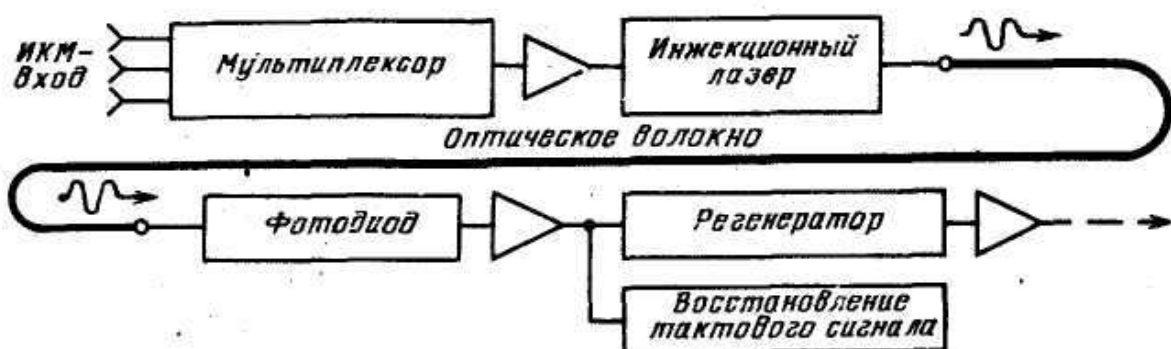 ИКМ-
вход
Мультиплексор
Инжекционный
лазер
Оптическое волокно
Фотодиод
Регенератор
Восстановление
тактового сигнала